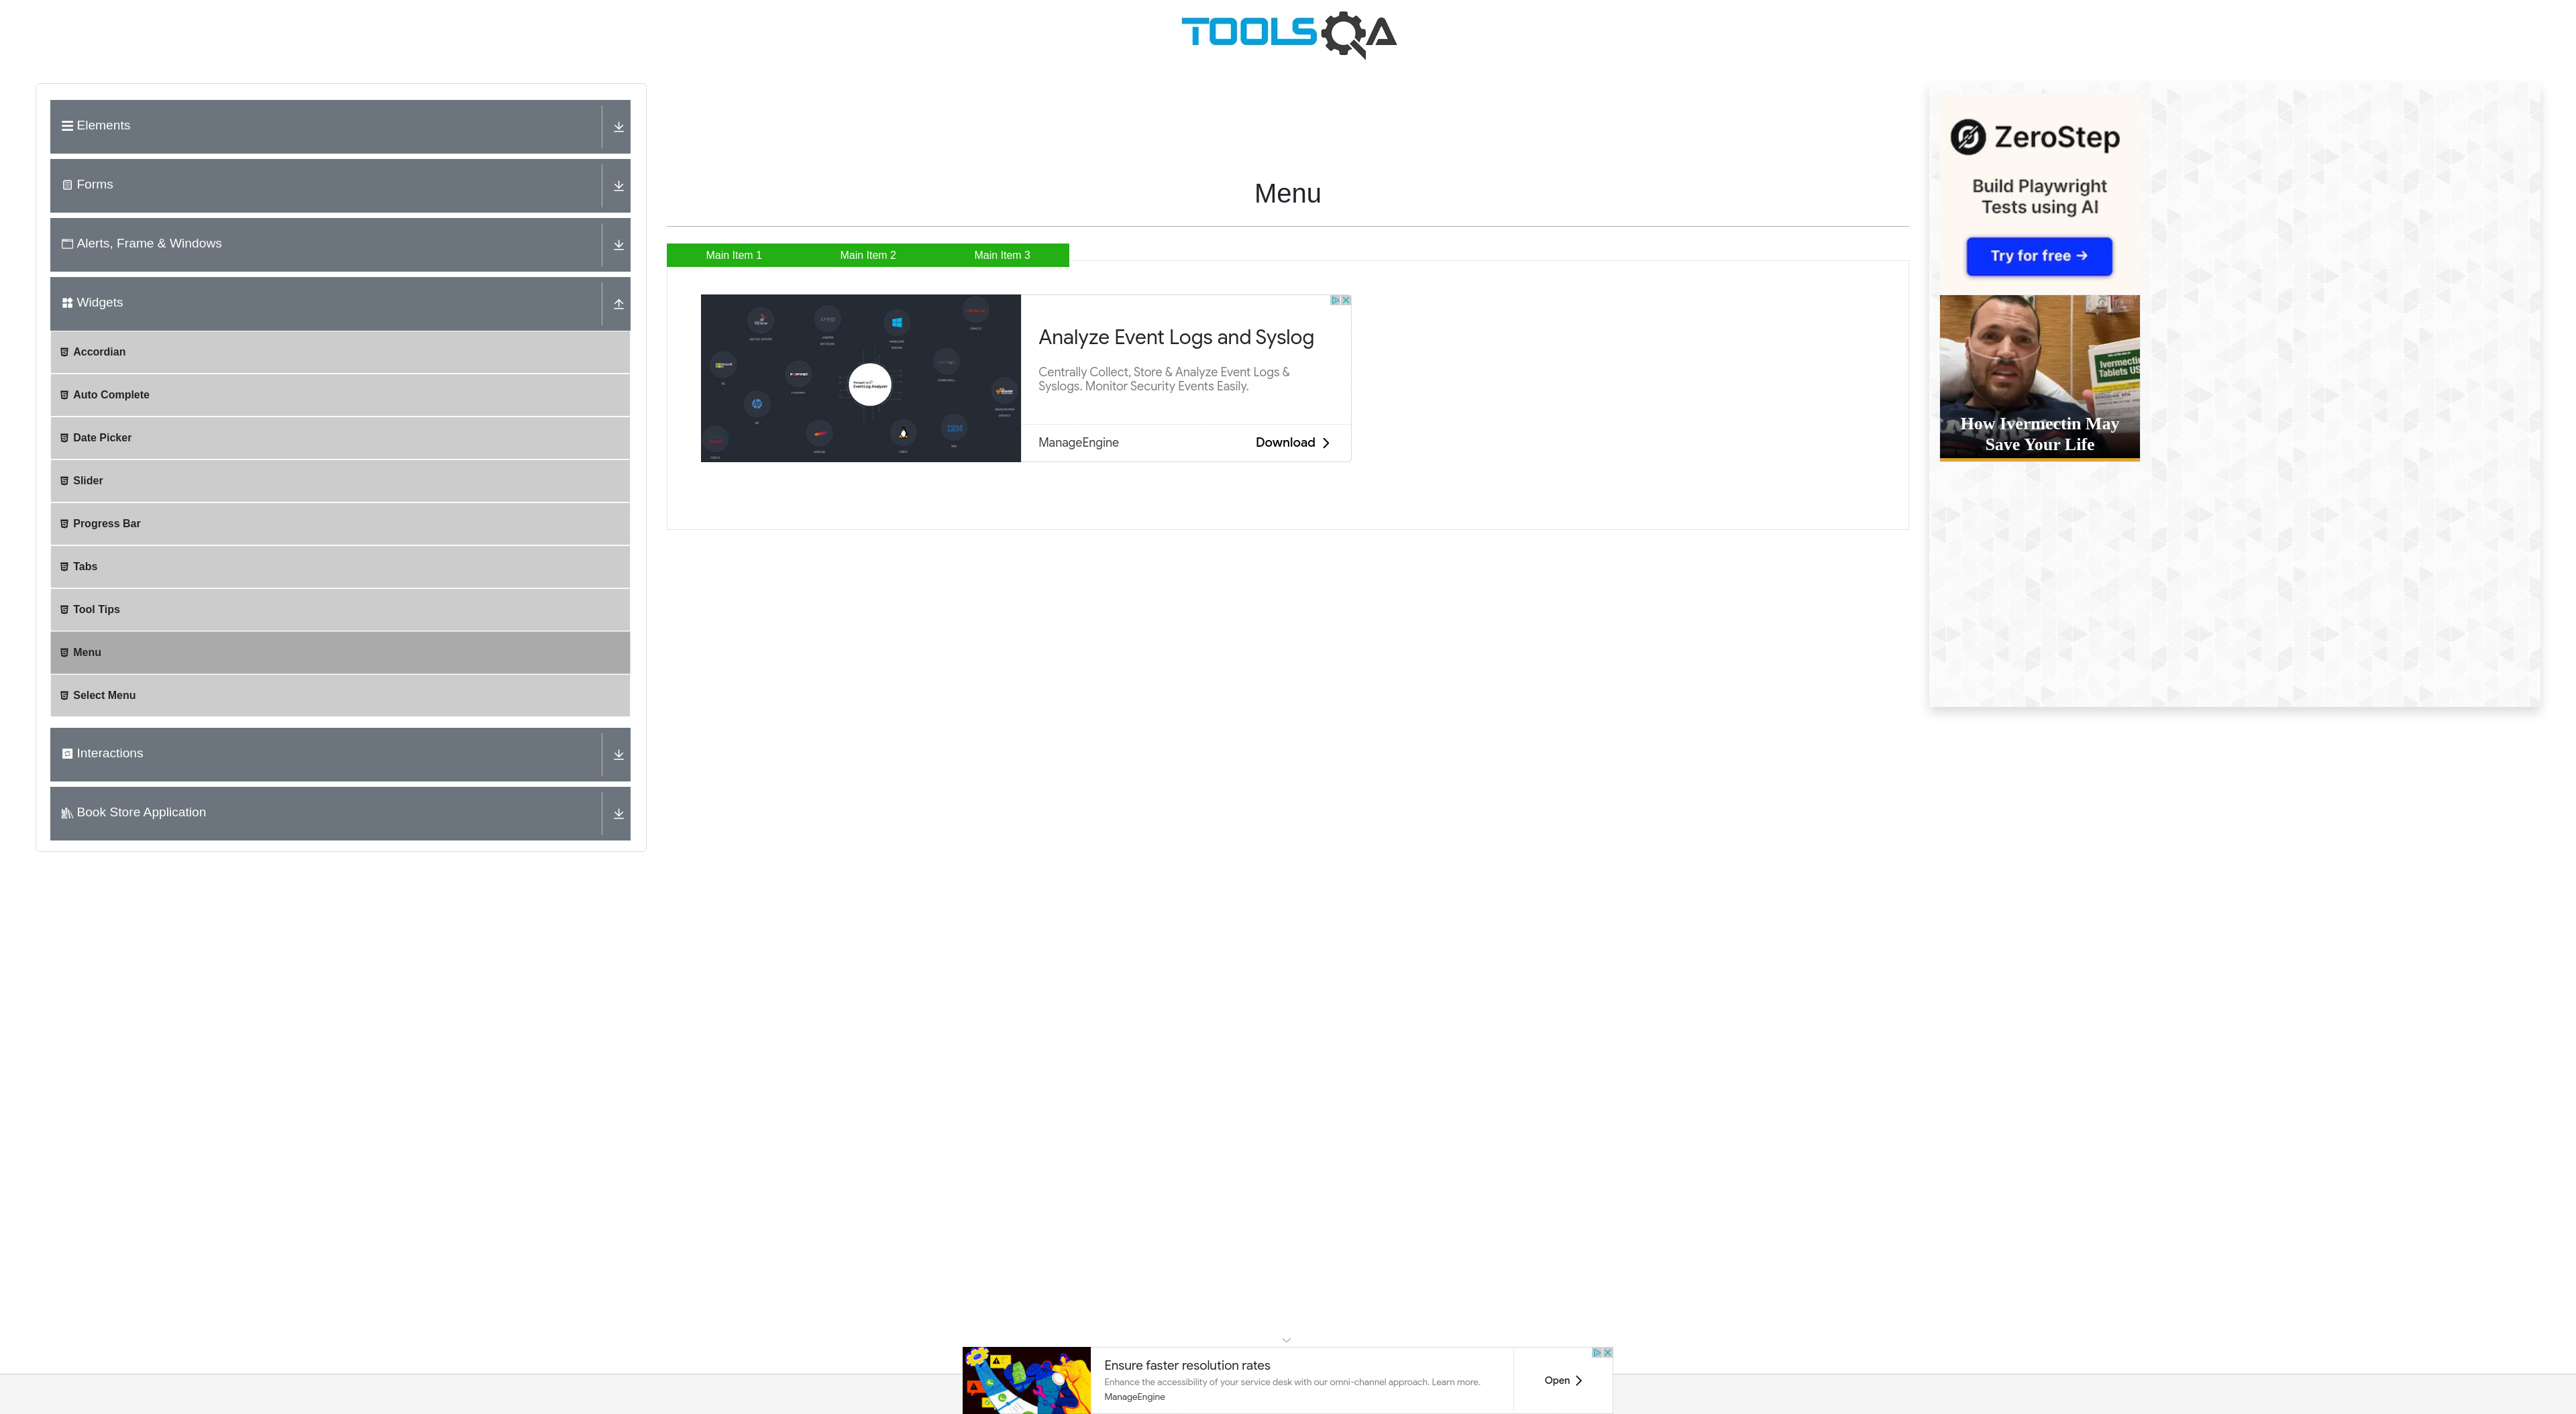 TOOLSQA
Elements
Forms
Alerts, Frame & Windows
Widgets
Accordian
Auto Complete
Date Picker
Slider
Progress Bar
Tabs
Tool Tips
Menu
Select Menu
Interactions
Book Store Application
Menu
Main Item 1
Main Item 2
Main Item 3
Analyze Event Logs and Syslog
Centrally Collect, Store & Analyze Event Logs &
Syslogs. Monitor Security Events Easily.
ManageEngine
Download
IBM
ZeroStep
Build Playwright
Tests using AI
Try for free →
How Ivermectin May
Save Your Life
Ensure faster resolution rates
Enhance the accessibility of your service desk with our omni-channel approach. Learn more.
ManageEngine
Open